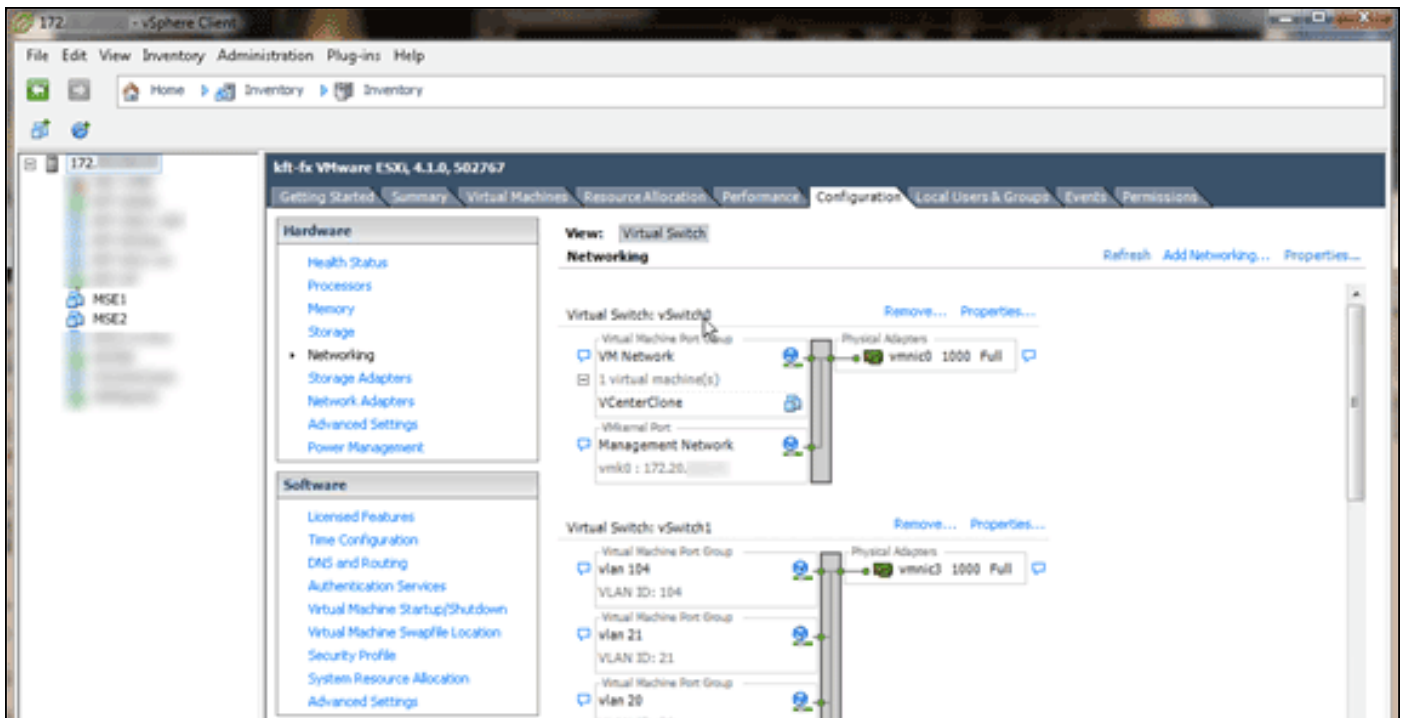 172. - vSphere Client
File Edit View Inventory Administration Plug-ins Help
Home Inventory Inventory
172.
MSE1
MSE2
kft-fx VMware ESXi, 4.1.0, 502767
Getting Started Summary Virtual Machines Resource Allocation Performance Configuration Local Users & Groups Events Permissions
Hardware
Health Status
Processors
Memory
Storage
Networking
Storage Adapters
Network Adapters
Advanced Settings
Power Management
Software
Licensed Features
Time Configuration
DNS and Routing
Authentication Services
Virtual Machine Startup/Shutdown
Virtual Machine Swapfile Location
Security Profile
System Resource Allocation
Advanced Settings
View: Virtual Switch
Networking
Refresh Add Networking... Properties...
Virtual Switch: vSwitch0 Remove... Properties...
Virtual Machine Port Group Physical Adapters
VM Network vmnic0 1000 Full
1 virtual machine(s)
VCenterClone
VMkernel Port
Management Network
vmk0 : 172.20.
Virtual Switch: vSwitch1 Remove... Properties...
Virtual Machine Port Group Physical Adapters
vlan 104 vmnic3 1000 Full
VLAN ID: 104
Virtual Machine Port Group
vlan 21
VLAN ID: 21
Virtual Machine Port Group
vlan 20